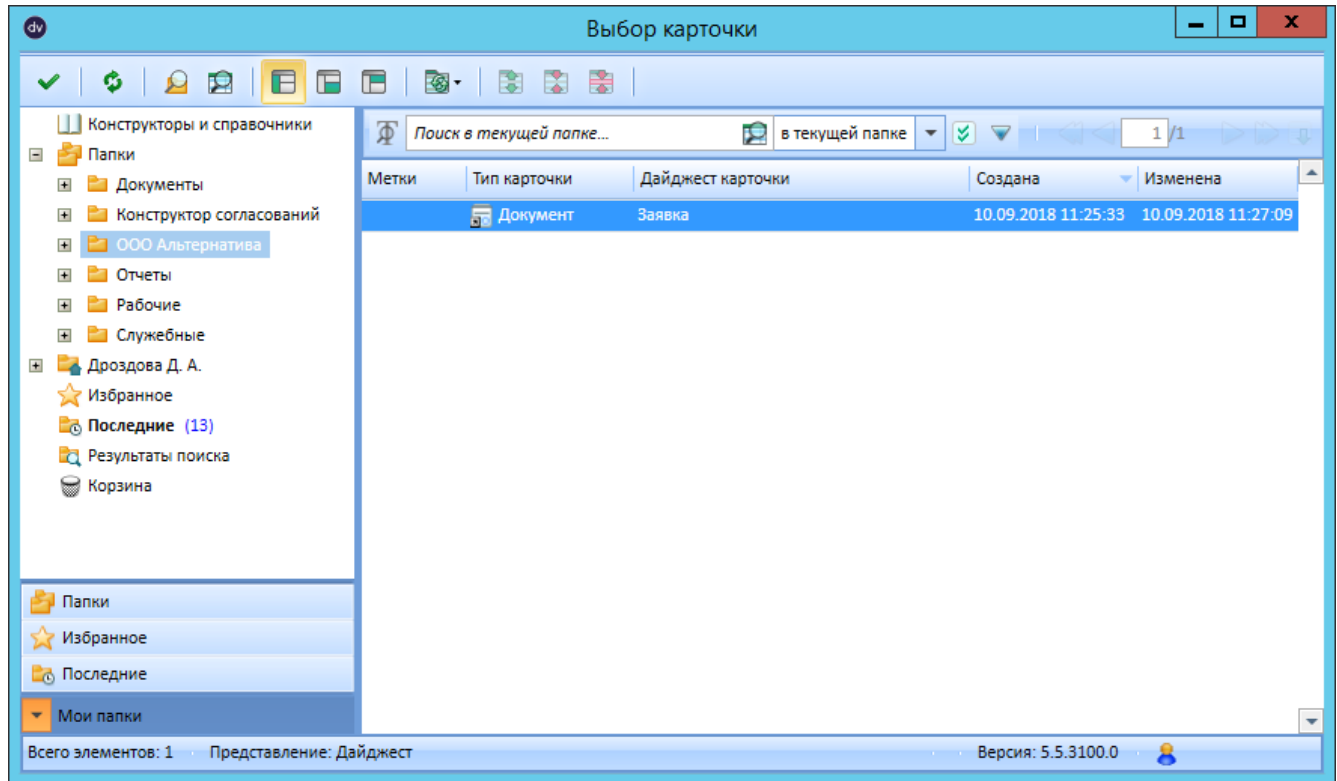 dv
Выбор карточки
Конструкторы и справочники
Папки
Документы
Конструктор согласований
ООО Альтернатива
Отчеты
Рабочие
Служебные
Дроздова Д. А.
Избранное
Последние (13)
Результаты поиска
Корзина
Папки
Избранное
Последние
Мои папки
Поиск в текущей папке... в текущей папке 1 /1
Метки Тип карточки Дайджест карточки Создана Изменена
Документ Заявка 10.09.2018 11:25:33 10.09.2018 11:27:09
Всего элементов: 1 Представление: Дайджест Версия: 5.5.3100.0